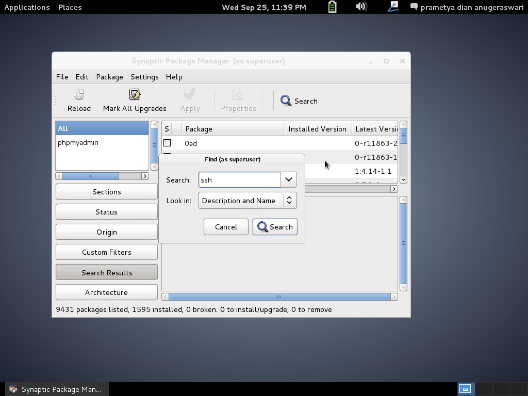 Applications Places Wed Sep 25, 11:39 PM prametya dian anugeraswari
Synaptic Package Manager (as superuser)
File Edit Package Settings Help
Reload Mark All Upgrades Apply Properties Search
All
phpmyadmin
S Package Installed Version Latest Versi
0ad 0~r11863-2
0~r11863-1
1:4.14-1.1
Find (as superuser)
Search: ssh
Look in: Description and Name
Cancel Search
Sections
Status
Origin
Custom Filters
Search Results
Architecture
9431 packages listed, 1595 installed, 0 broken. 0 to install/upgrade, 0 to remove
Synaptic Package Man...